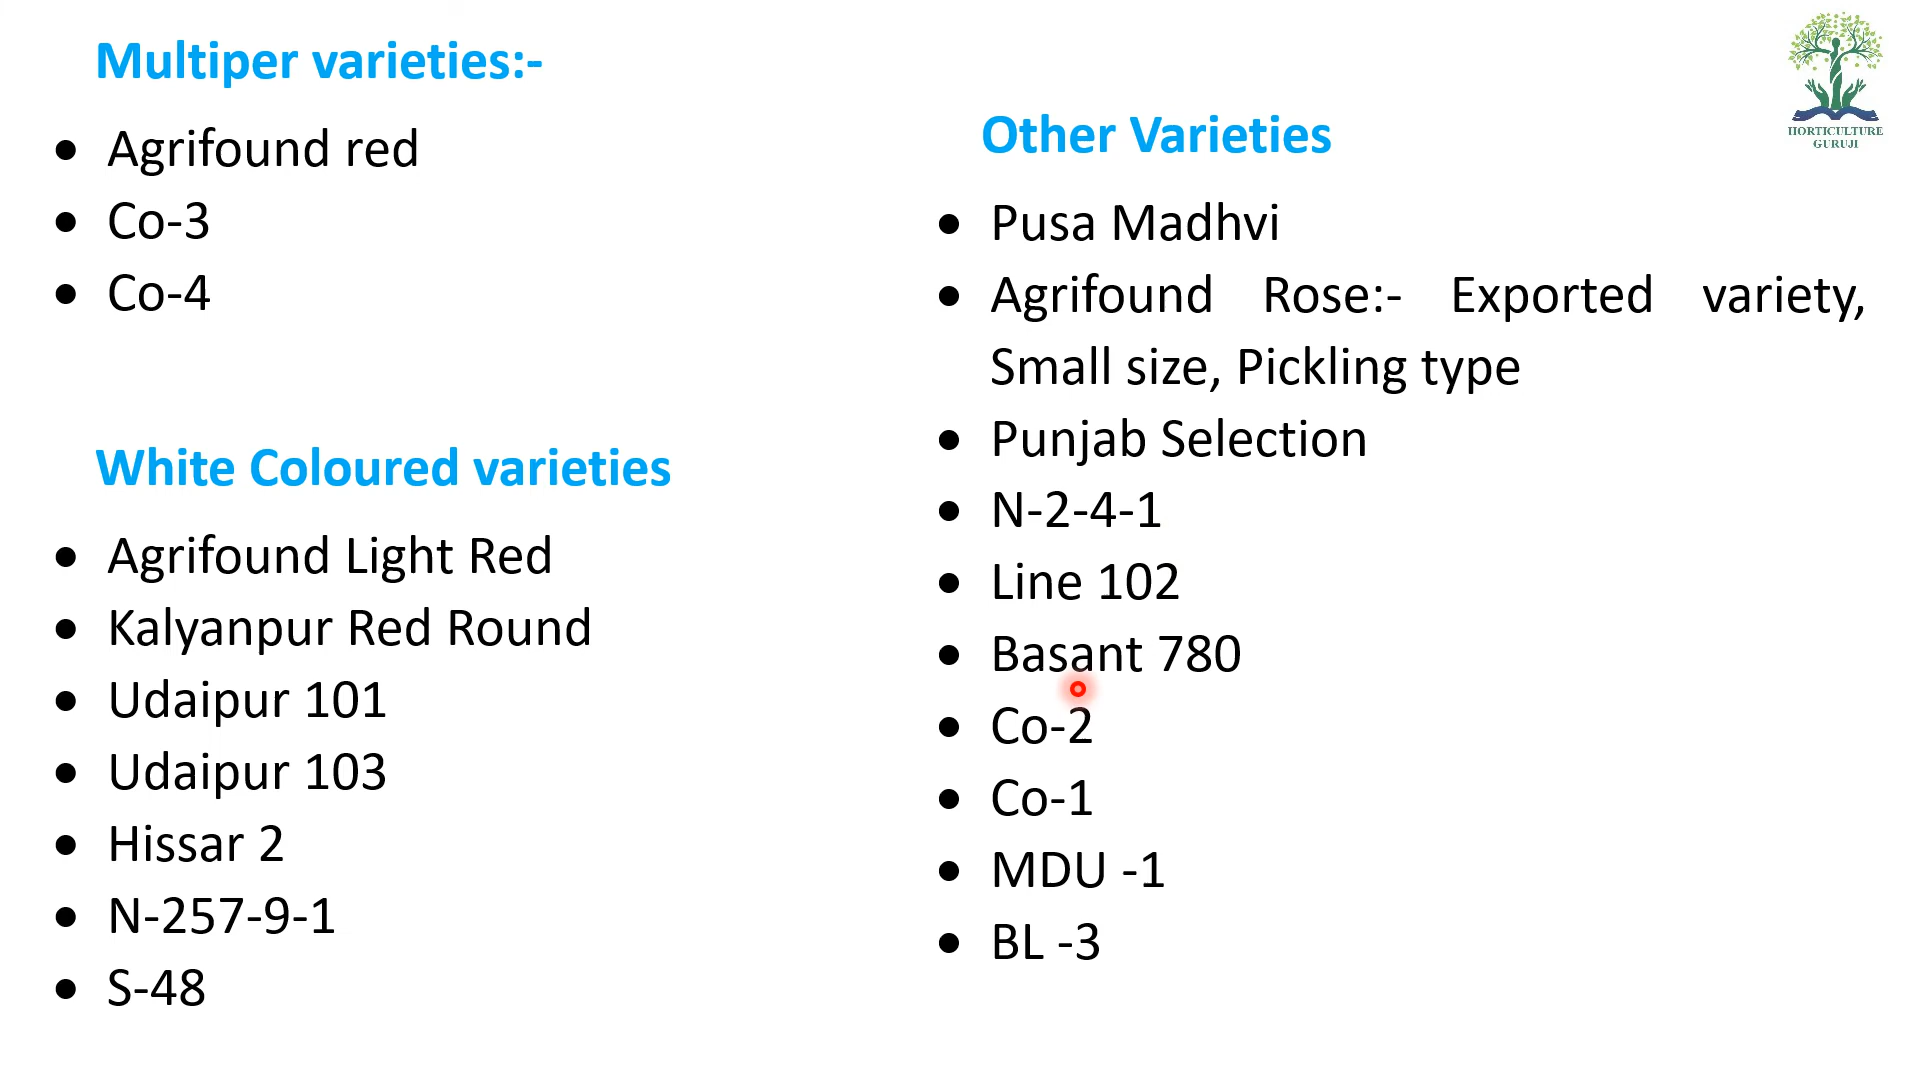 Multiper varieties:-
• Agrifound red
• Co-3
• Co-4
White Coloured varieties
• Agrifound Light Red
• Kalyanpur Red Round
• Udaipur 101
• Udaipur 103
• Hissar 2
• N-257-9-1
• S-48
Other Varieties
• Pusa Madhvi
• Agrifound Rose:- Exported variety,
Small size, Pickling type
• Punjab Selection
• N-2-4-1
• Line 102
• Basant 780
• Co-2
• Co-1
• MDU -1
• BL -3
HORTICULTURE
GURUJI